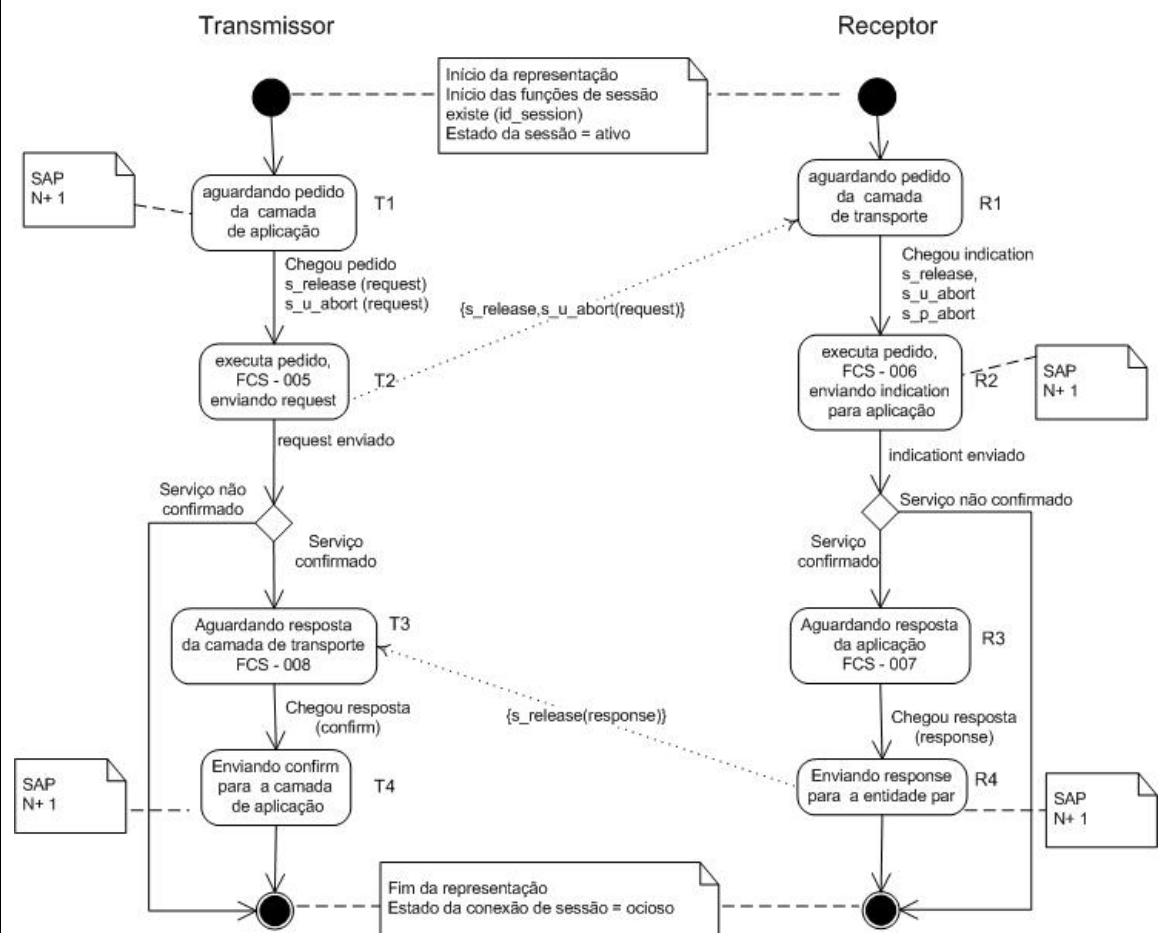 Transmissor
Receptor
Início da representação
Início das funções de sessão
existe (id_session)
Estado da sessão = ativo
SAP
N+ 1
aguardando pedido
da camada
de aplicação
T1
aguardando pedido
da camada
de transporte
R1
Chegou pedido
s_release (request)
s_u_abort (request)
Chegou indication
s_release,
s_u_abort
s_p_abort
{s_release,s_u_abort(request)}
executa pedido,
FCS - 005
enviando request
T2
executa pedido,
FCS - 006
enviando indication
para aplicação
R2
SAP
N+ 1
request enviado
indicationt enviado
Serviço não
confirmado
Serviço não confirmado
Serviço
confirmado
Serviço
confirmado
Aguardando resposta
da camada de transporte
FCS - 008
T3
Aguardando resposta
da aplicação
FCS - 007
R3
Chegou resposta
(confirm)
{s_release(response)}
Chegou resposta
(response)
SAP
N+ 1
Enviando confirm
para a camada
de aplicação
T4
Enviando response
para a entidade par
R4
SAP
N+ 1
Fim da representação
Estado da conexão de sessão = ocioso